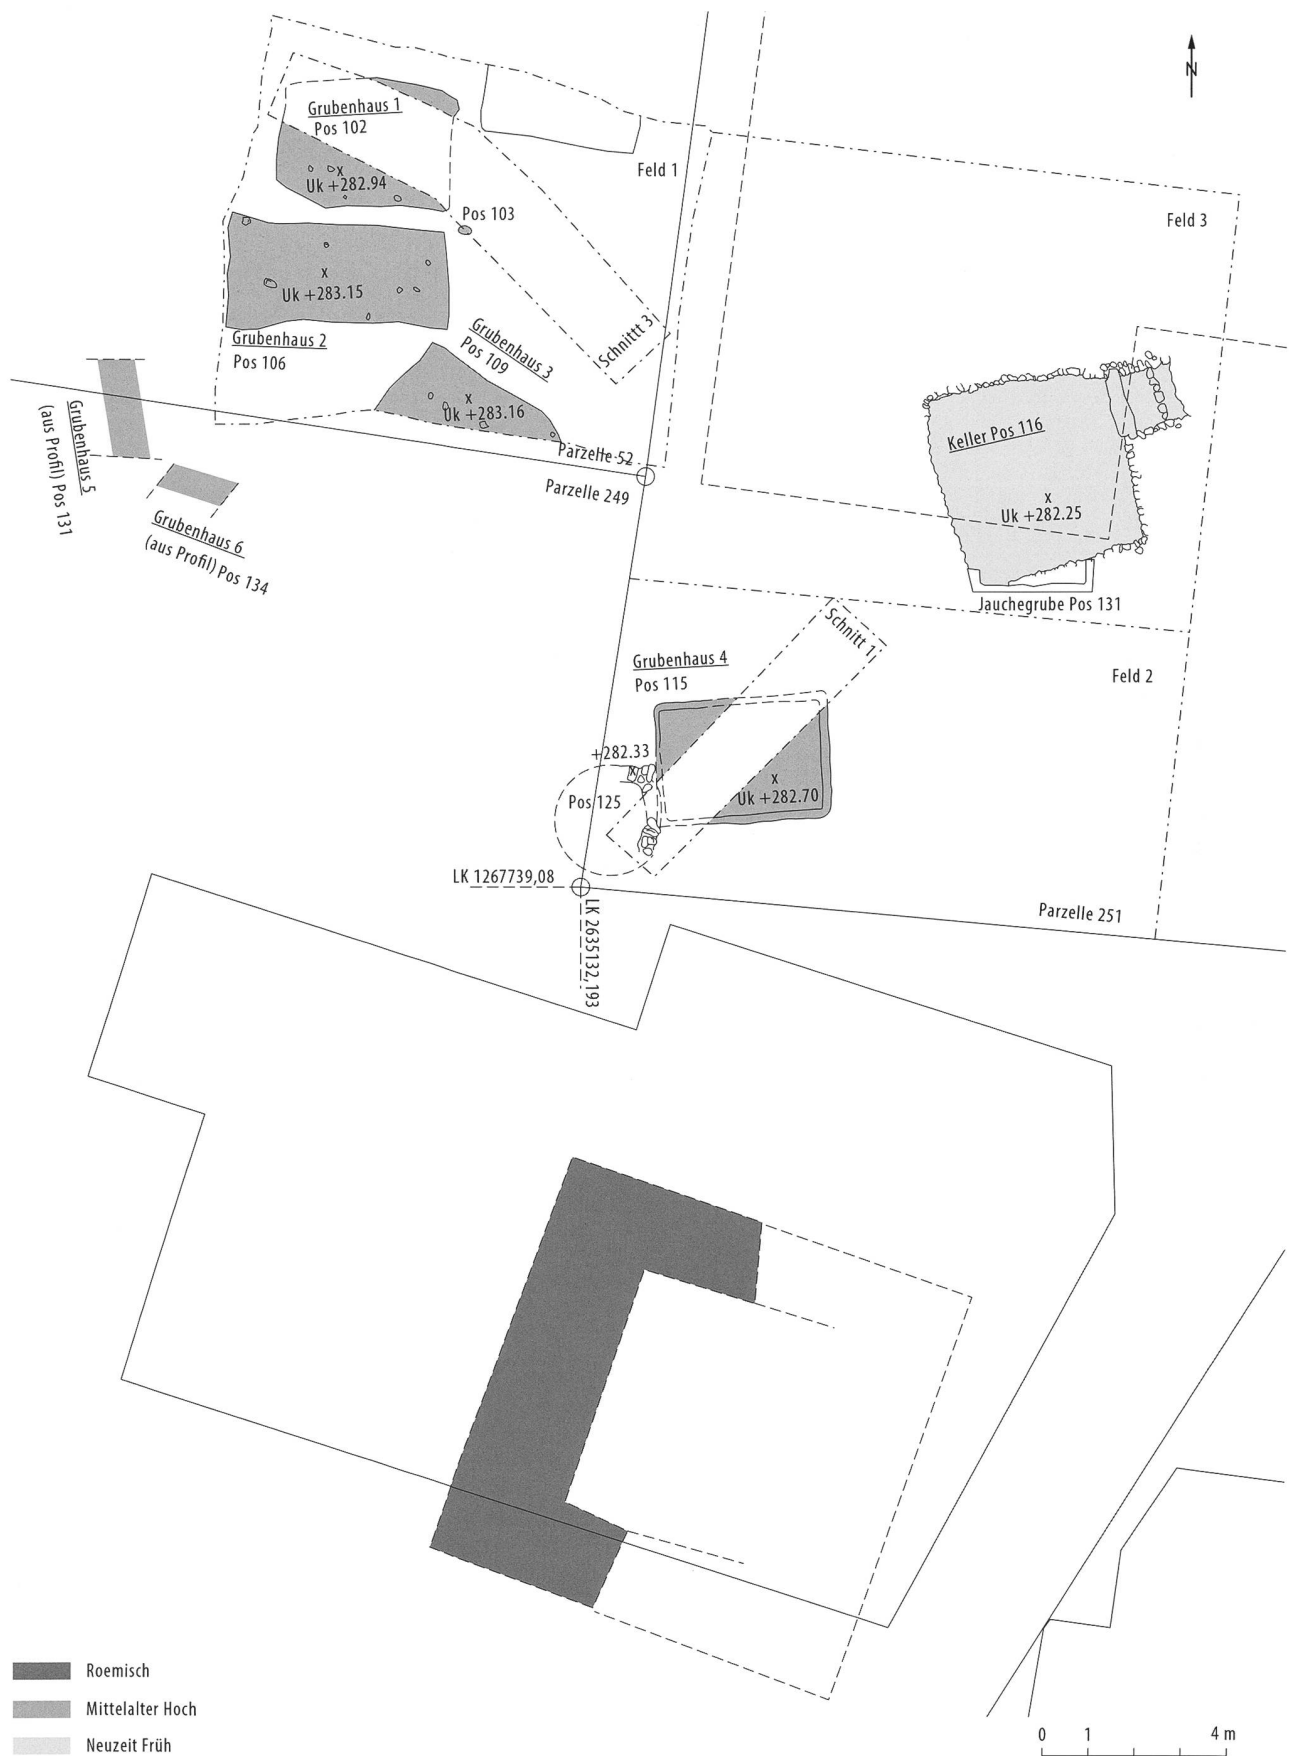 N
Grubenhaus 1
Pos 102
x
Uk +282.94
Feld 1
Pos 103
Feld 3
x
Uk +283.15
Grubenhaus 2
Pos 106
Grubenhaus 3
Pos 109
Schnittt 3
x
Uk +283.16
Grubenhaus 5
(aus Profil) Pos 131
Parzelle 52
Parzelle 249
Grubenhaus 6
(aus Profil) Pos 134
Keller Pos 116
x
Uk +282.25
Jauchegrube Pos 131
Schnitt 1
Grubenhaus 4
Pos 115
Feld 2
+282.33
x
Pos 125
x
Uk +282.70
LK 1267739,08
LK 2635132,193
Parzelle 251
Roemisch
Mittelalter Hoch
Neuzeit Früh
0 1 4 m